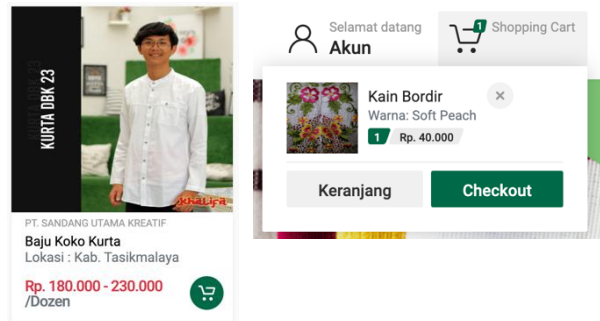 KURTA DBK 23
Khalifa
PT. SANDANG UTAMA KREATIF
Baju Koko Kurta
Lokasi : Kab. Tasikmalaya
Rp. 180.000 - 230.000
/Dozen
Selamat datang
Akun
1
Shopping Cart
Kain Bordir
Warna: Soft Peach
1 Rp. 40.000
Keranjang
Checkout